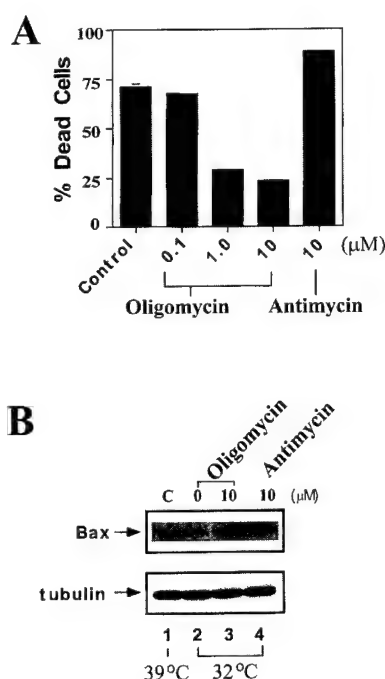 A
% Dead Cells
100
75
50
25
0
Control
0.1
1.0
10
10
(μM)
Oligomycin
Antimycin
B
Oligomycin
Antimycin
C
0
10
10
(μM)
Bax
tubulin
1
2
3
4
39°C
32°C